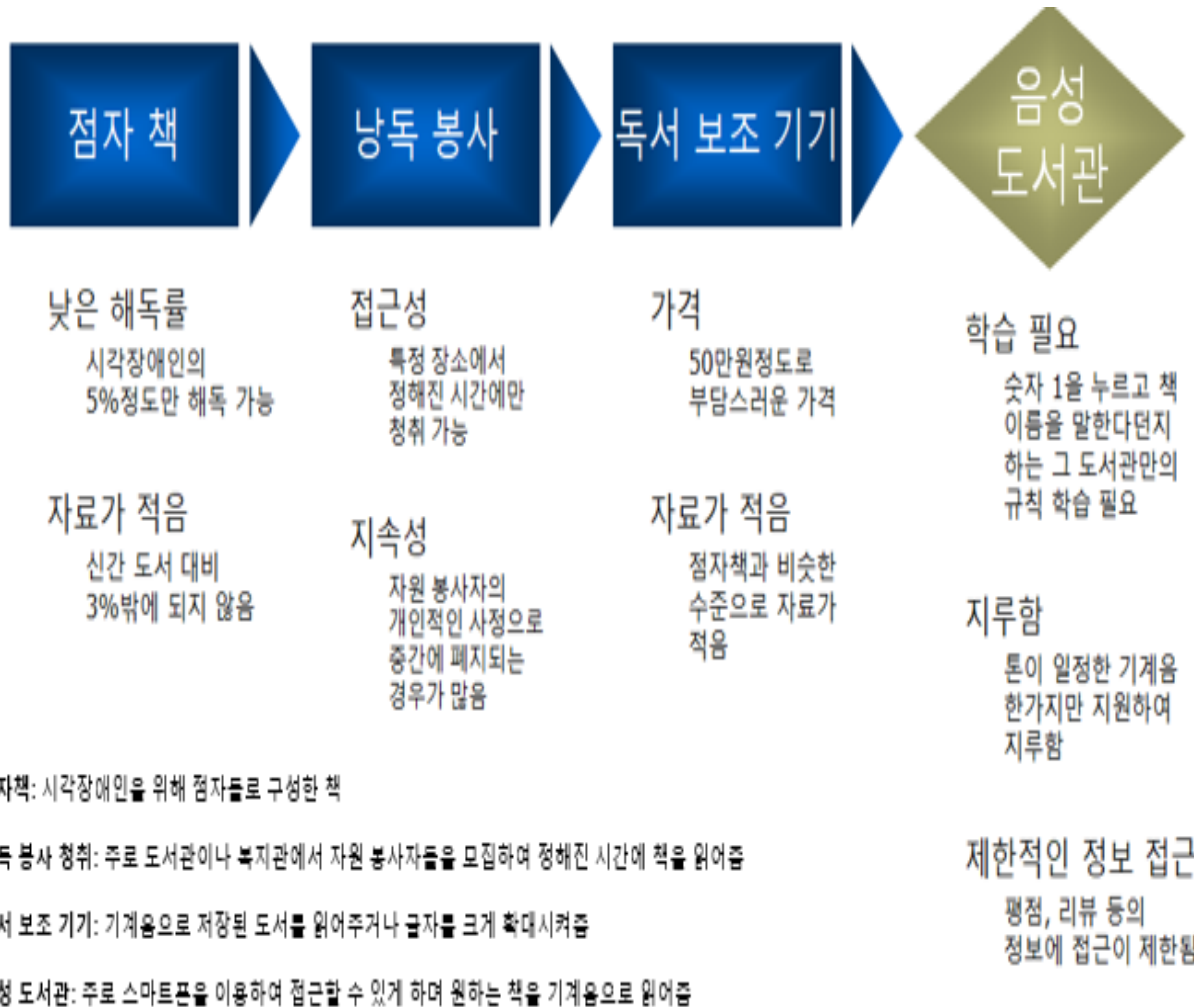 점자 책
낭독 봉사
독서 보조 기기
음성
도서관
낮은 해독률
시각장애인의
5%정도만 해독 가능
자료가 적음
신간 도서 대비
3%밖에 되지 않음
접근성
특정 장소에서
정해진 시간에만
청취 가능
지속성
자원 봉사자의
개인적인 사정으로
중간에 폐지되는
경우가 많음
가격
50만원정도로
부담스러운 가격
자료가 적음
점자책과 비슷한
수준으로 자료가
적음
학습 필요
숫자 1을 누르고 책
이름을 말한다던지
하는 그 도서관만의
규칙 학습 필요
지루함
톤이 일정한 기계음
한가지만 지원하여
지루함
제한적인 정보 접근
평점, 리뷰 등의
정보에 접근이 제한됨
자책: 시각장애인을 위해 점자들로 구성한 책
독 봉사 청취: 주로 도서관이나 복지관에서 자원 봉사자들을 모집하여 정해진 시간에 책을 읽어줌
서 보조 기기: 기계음으로 저장된 도서를 읽어주거나 글자를 크게 확대시켜줌
성 도서관: 주로 스마트폰을 이용하여 접근할 수 있게 하며 원하는 책을 기계음으로 읽어줌